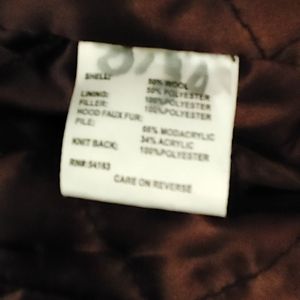 SHELL: 50% WOOL
50% POLYESTER
LINING: 100% POLYESTER
FILLER: 100% POLYESTER
HOOD FAUX FUR:
PILE: 66% MODACRYLIC
34% ACRYLIC
KNIT BACK: 100%POLYESTER
RN#: 54163
CARE ON REVERSE